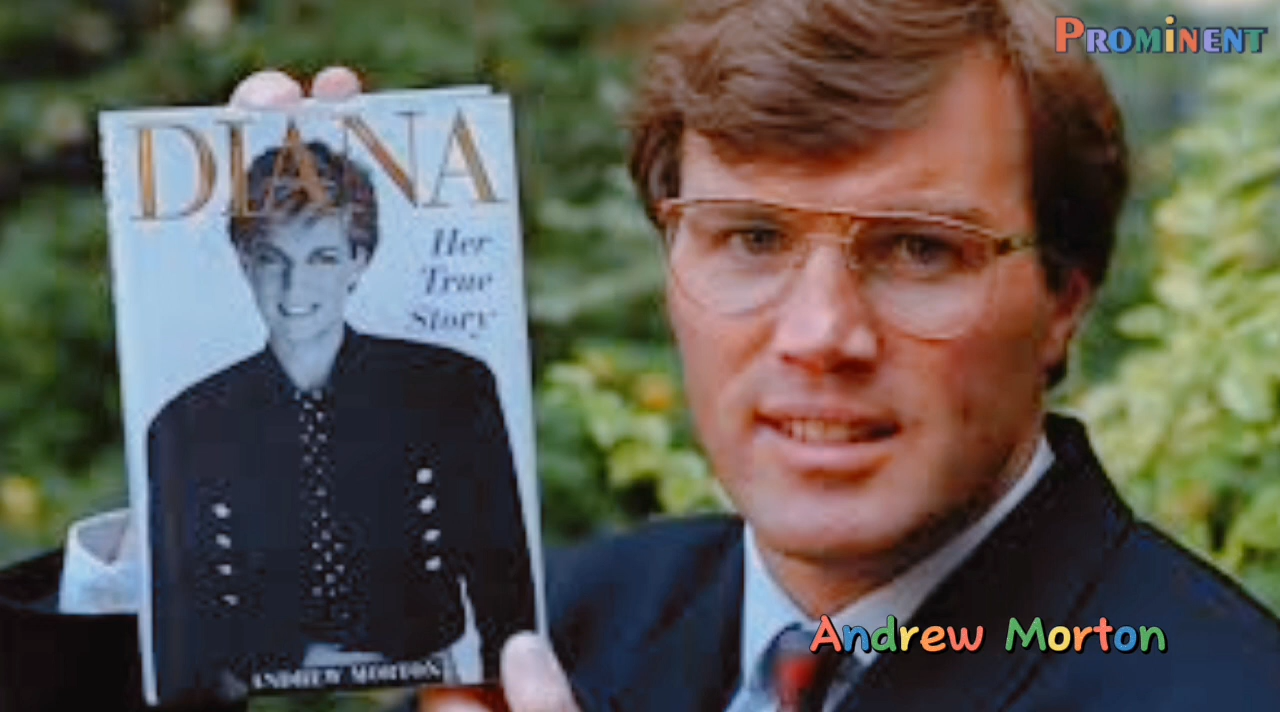 PROMINENT
DIANA
Her
True
Story
ANDREW MORTON
Andrew Morton